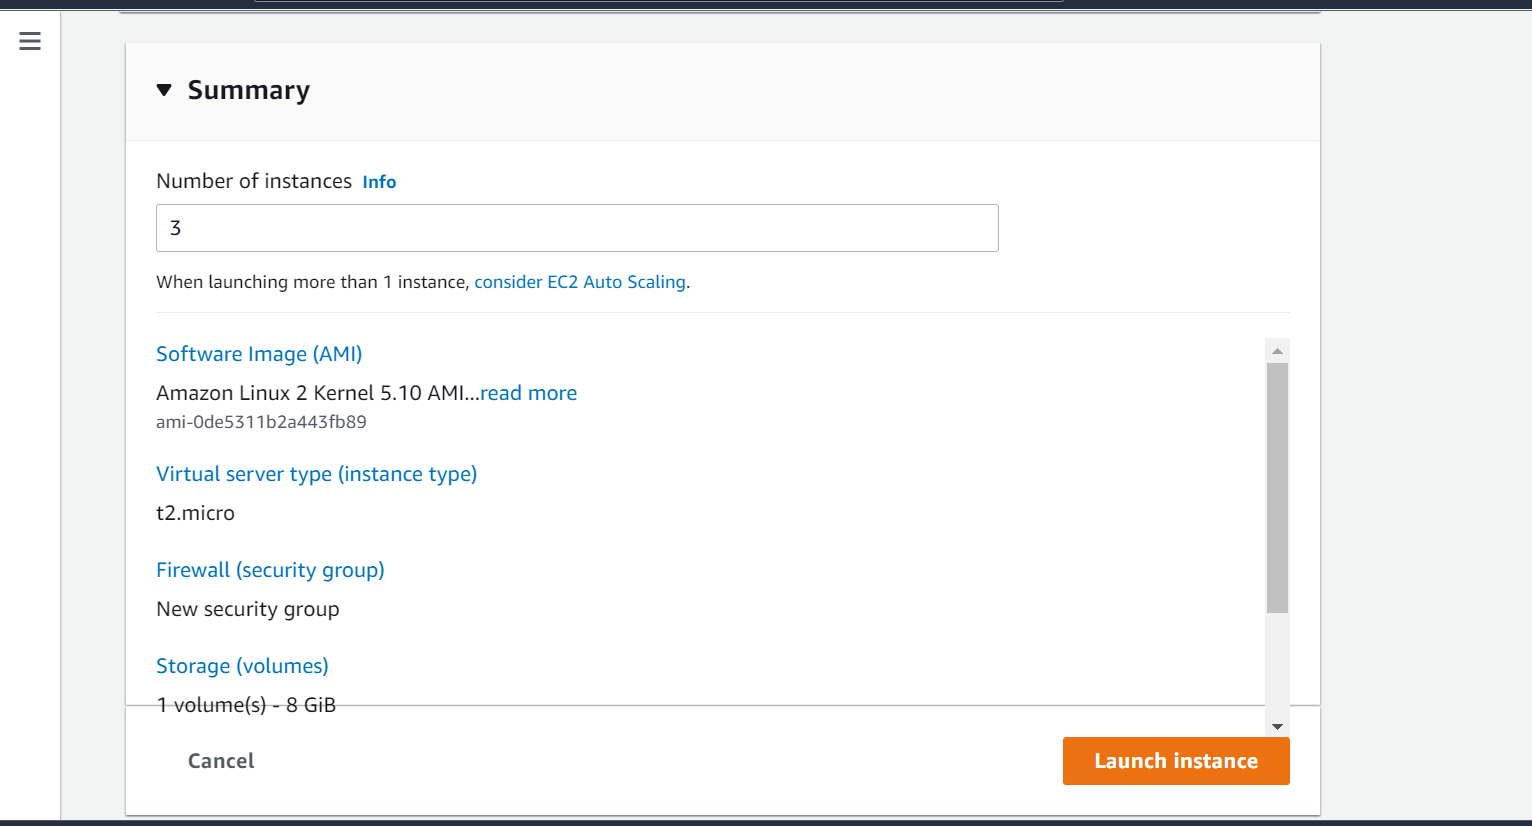 Summary
Number of instances Info
3
When launching more than 1 instance, consider EC2 Auto Scaling.
Software Image (AMI)
Amazon Linux 2 Kernel 5.10 AMI...read more
ami-0de5311b2a443fb89
Virtual server type (instance type)
t2.micro
Firewall (security group)
New security group
Storage (volumes)
1 volume(s) - 8 GiB
Cancel
Launch instance